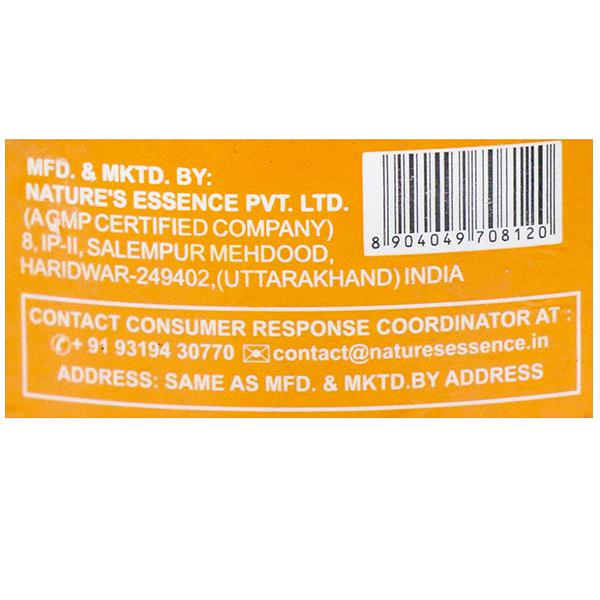 MFD. & MKTD. BY:
NATURE'S ESSENCE PVT. LTD.
(A GMP CERTIFIED COMPANY)
8, IP-II, SALEMPUR MEHDOOD,
HARIDWAR-249402,(UTTARAKHAND) INDIA
8 904049 708120
CONTACT CONSUMER RESPONSE COORDINATOR AT :
✆+ 91 93194 30770 ✉contact@naturesessence.in
ADDRESS: SAME AS MFD. & MKTD.BY ADDRESS